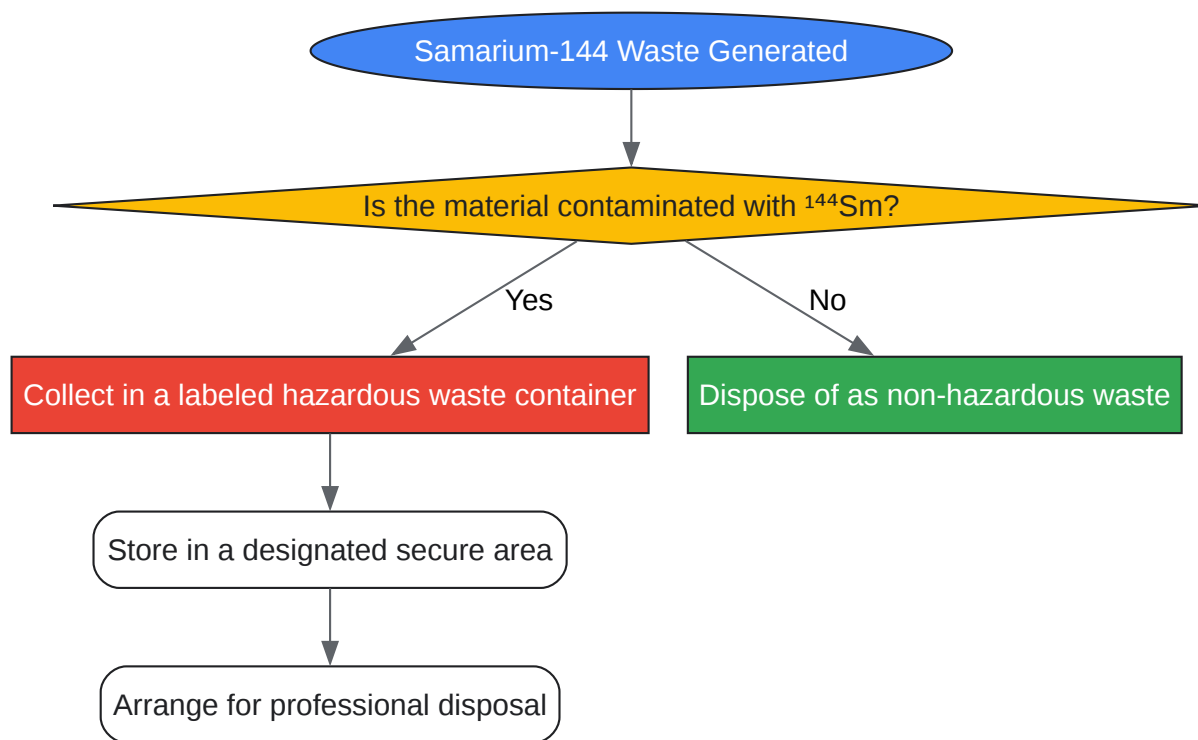 Samarium-144 Waste Generated
Is the material contaminated with ¹⁴⁴Sm?
Yes
No
Collect in a labeled hazardous waste container
Dispose of as non-hazardous waste
Store in a designated secure area
Arrange for professional disposal